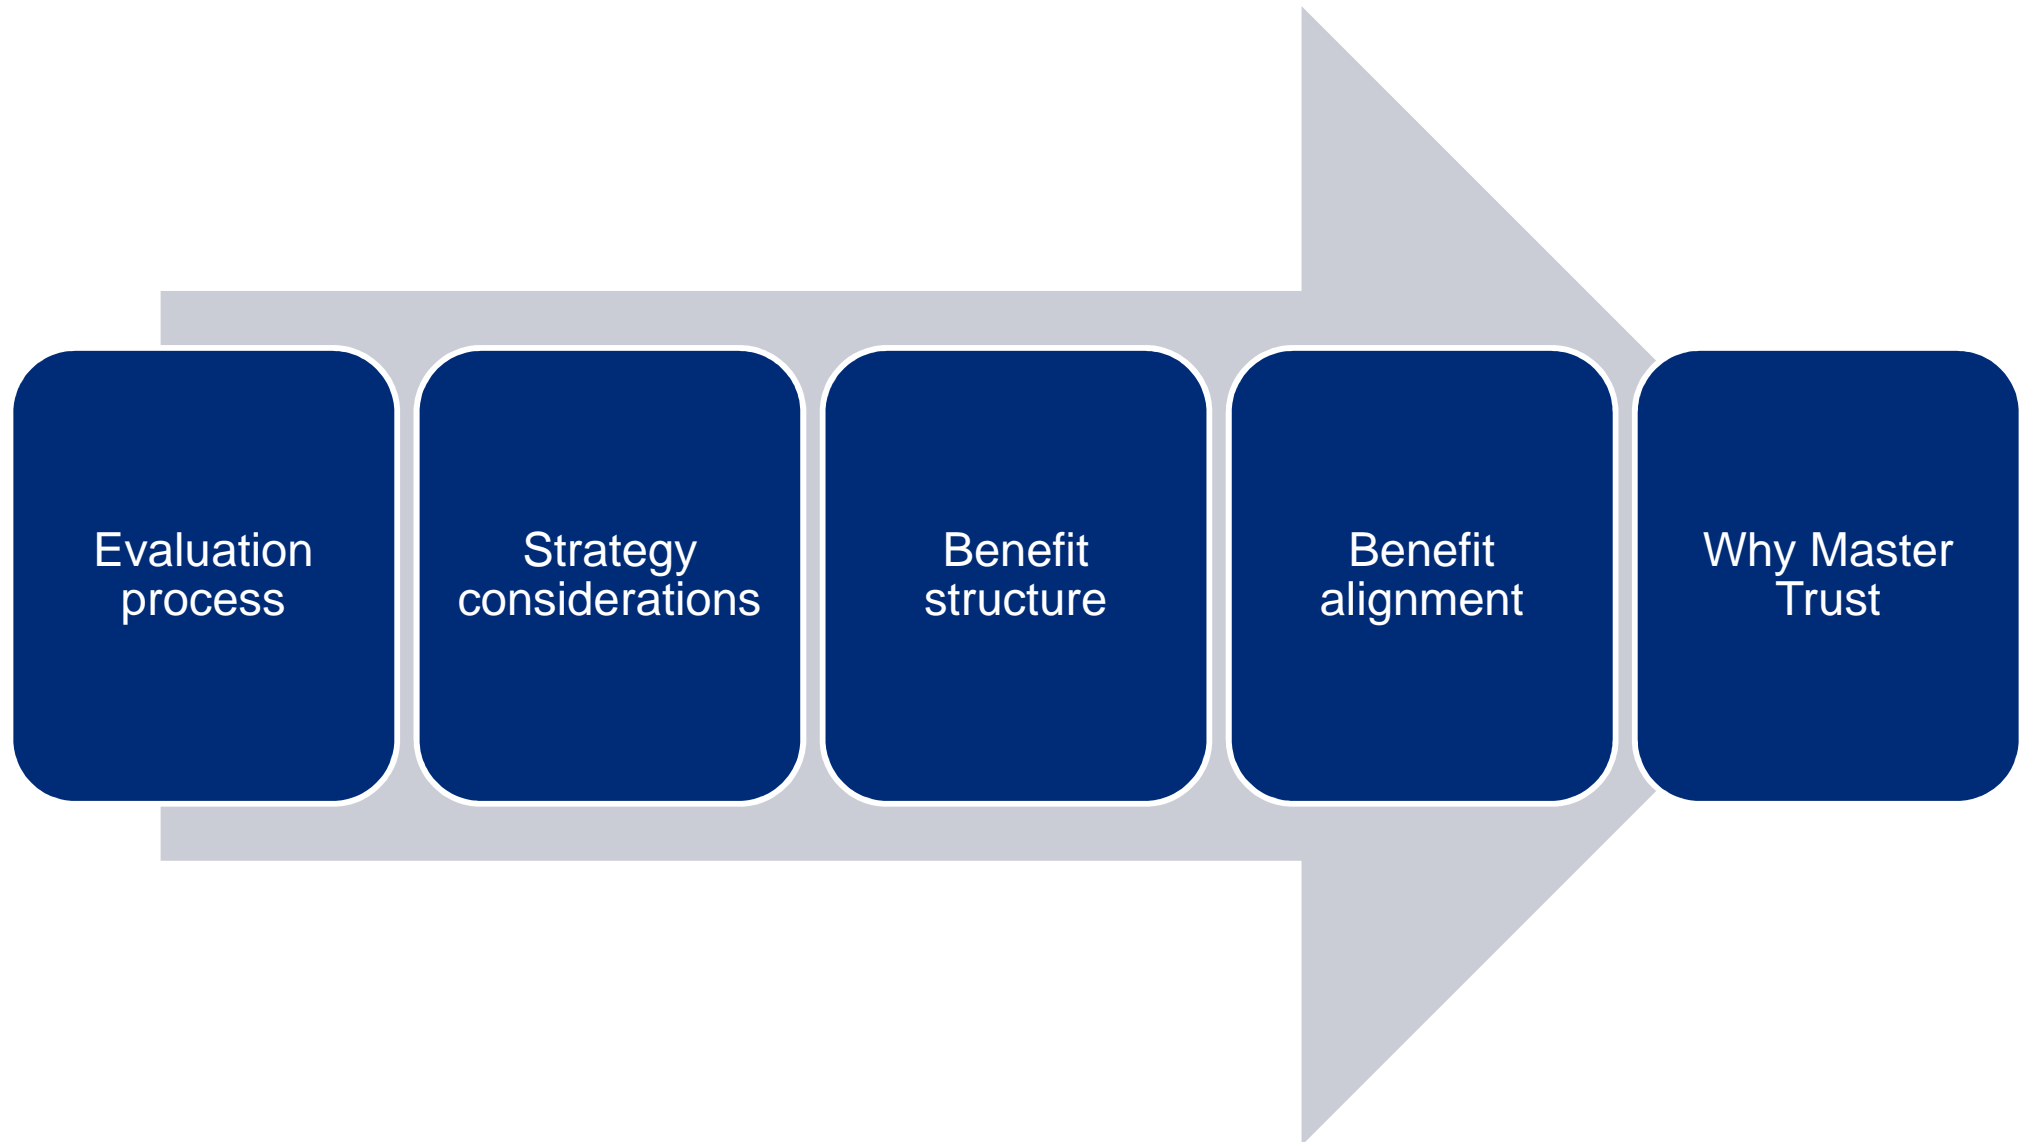 Evaluation
process
Strategy
considerations
Benefit
structure
Benefit
alignment
Why Master
Trust